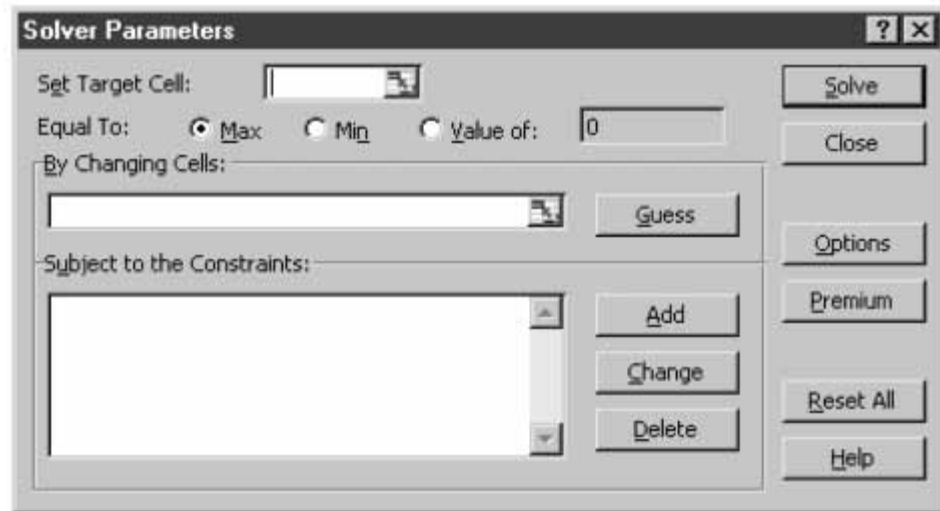 Solver Parameters
? ×
Set Target Cell:
Solve
Equal To: Max Min Value of: 0
Close
By Changing Cells:
Guess
Options
Subject to the Constraints:
Premium
Add
Change
Reset All
Delete
Help